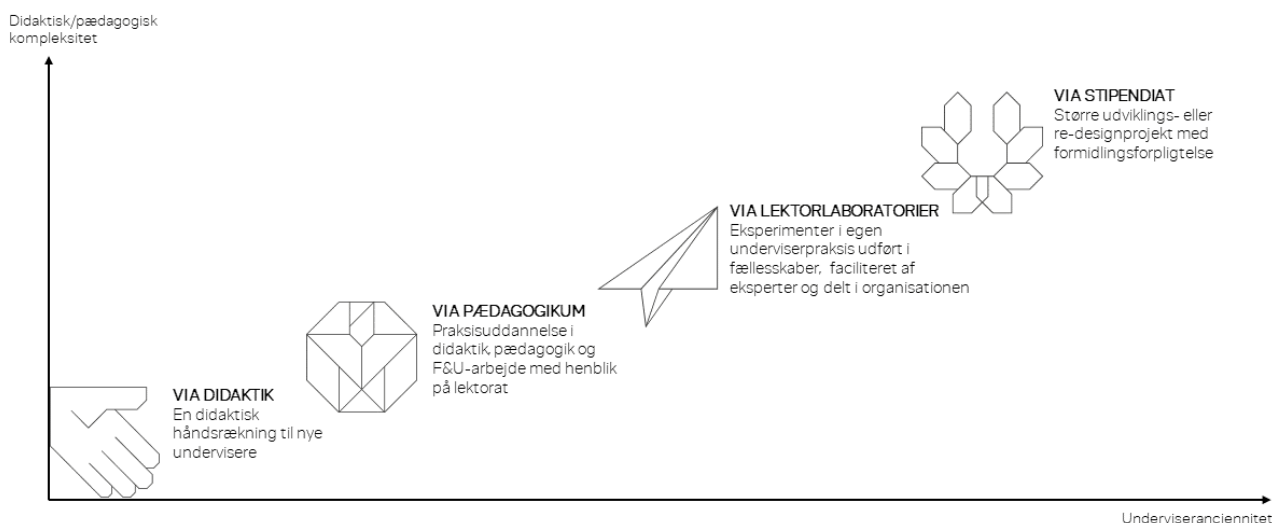 Didaktisk/pædagogisk
kompleksitet
VIA STIPENDIAT
Større udviklings- eller
re-designprojekt med
formidlingsforpligtelse
VIA LEKTORLABORATORIER
Eksperimenter i egen
underviserpraksis udført i
fællesskaber, faciliteret af
eksperter og delt i organisationen
VIA PÆDAGOGIKUM
Praksisuddannelse i
didaktik, pædagogik og
F&U-arbejde med henblik
på lektorat
VIA DIDAKTIK
En didaktisk
håndsrækning til nye
undervisere
Underviseranciennitet